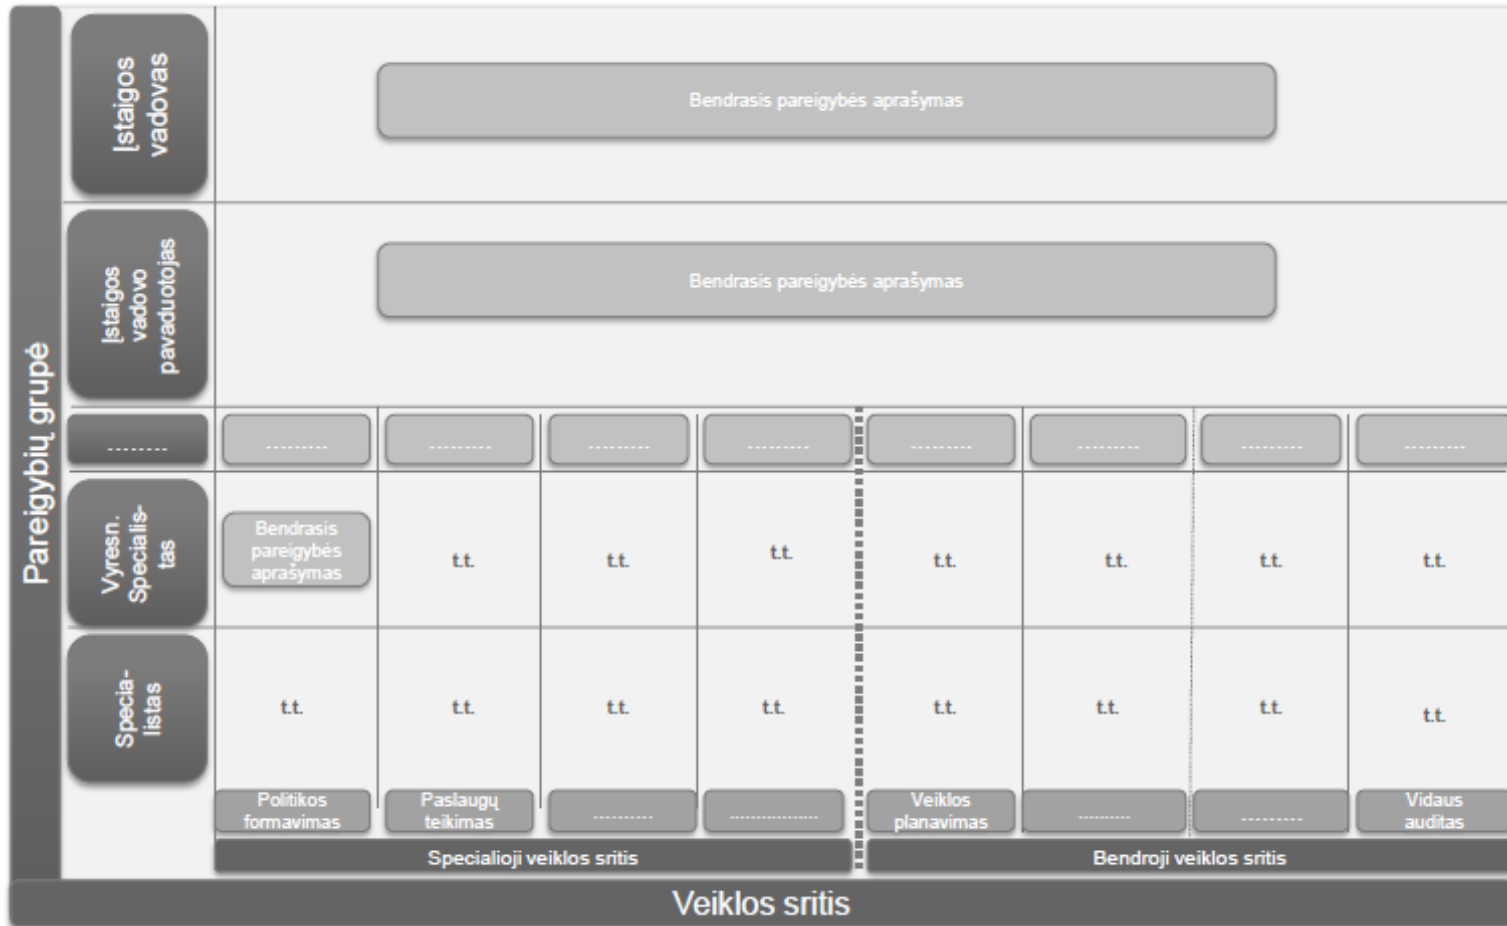 Pareigybių grupė
Įstaigos
vadovas
Bendrasis pareigybės aprašymas
Įstaigos
vadovo
pavaduotojas
Bendrasis pareigybės aprašymas
........ ......... ......... ......... ......... ......... ......... ......... .........
Vyresn.
Specialis-
tas
Bendrasis
pareigybės
aprašymas
t.t. t.t. t.t. t.t. t.t. t.t. t.t.
Specia-
listas
t.t. t.t. t.t. t.t. t.t. t.t. t.t. t.t.
Politikos
formavimas
Paslaugų
teikimas
..........
..................
Veiklos
planavimas
..........
..........
Vidaus
auditas
Specialioji veiklos sritis
Bendroji veiklos sritis
Veiklos sritis